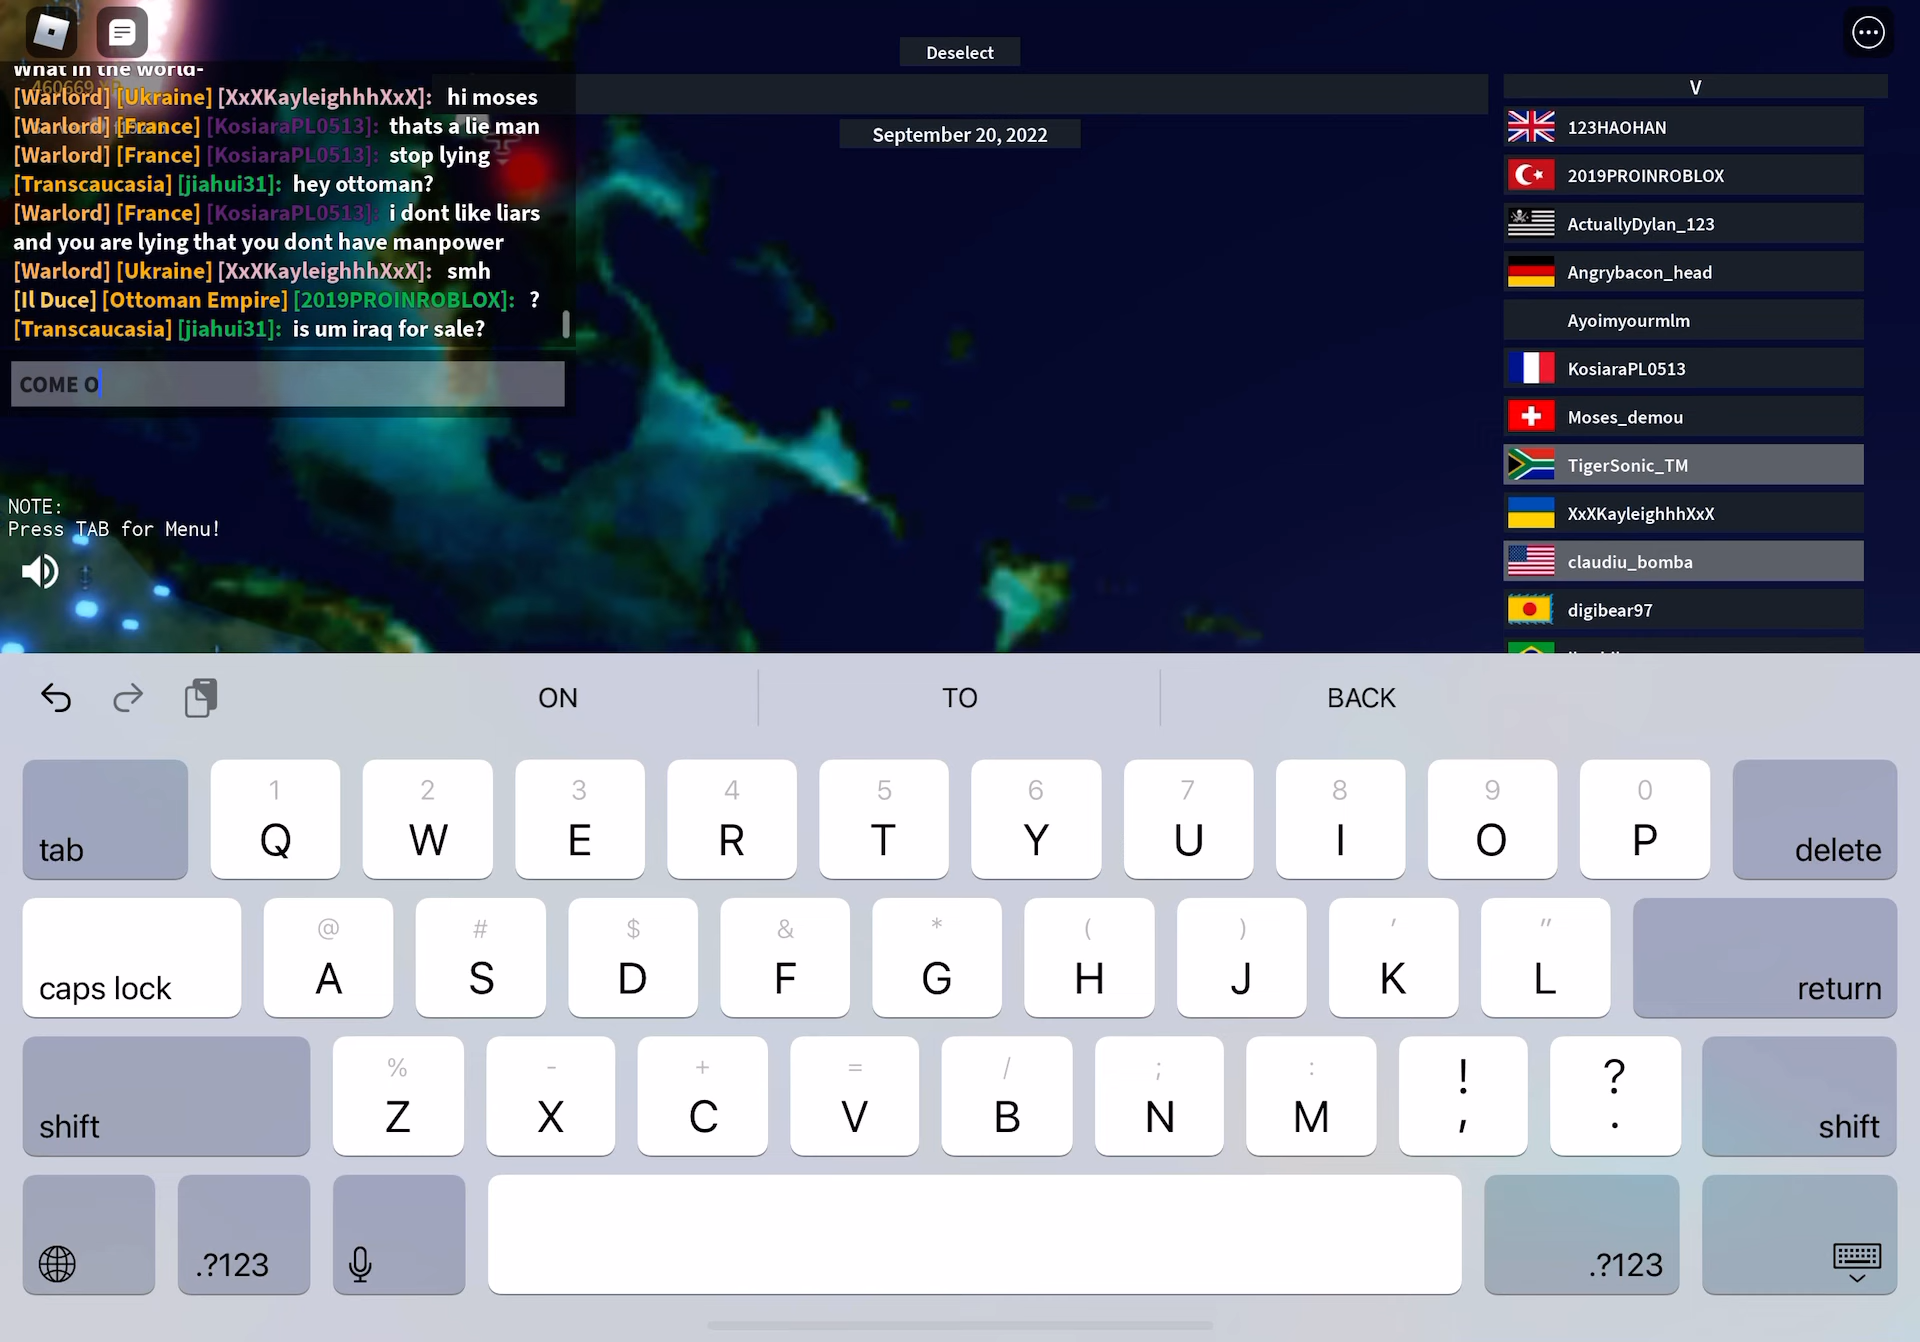 What in the world-
[Warlord] [Ukraine] [XxXKayleighhhXxX]: hi moses
[Warlord] [France] [KosiaraPL0513]: thats a lie man
[Warlord] [France] [KosiaraPL0513]: stop lying
[Transcaucasia] [jiahui31]: hey ottoman?
[Warlord] [France] [KosiaraPL0513]: i dont like liars
and you are lying that you dont have manpower
[Warlord] [Ukraine] [XxXKayleighhhXxX]: smh
[Il Duce] [Ottoman Empire] [2019PROINROBLOX]: ?
[Transcaucasia] [jiahui31]: is um iraq for sale?
COME O
NOTE:
Press TAB for Menu!
Deselect
September 20, 2022
V
123HAOHAN
2019PROINROBLOX
ActuallyDylan_123
Angrybacon_head
Ayoimyourmlm
KosiaraPL0513
Moses_demou
TigerSonic_TM
XxXKayleighhhXxX
claudiu_bomba
digibear97
ON TO BACK
1 2 3 4 5 6 7 8 9 0
tab Q W E R T Y U I O P delete
@ # $ & * ( ) ' "
caps lock A S D F G H J K L return
% - + = / ; : ! ?
shift Z X C V B N M , . shift
.?123 .?123